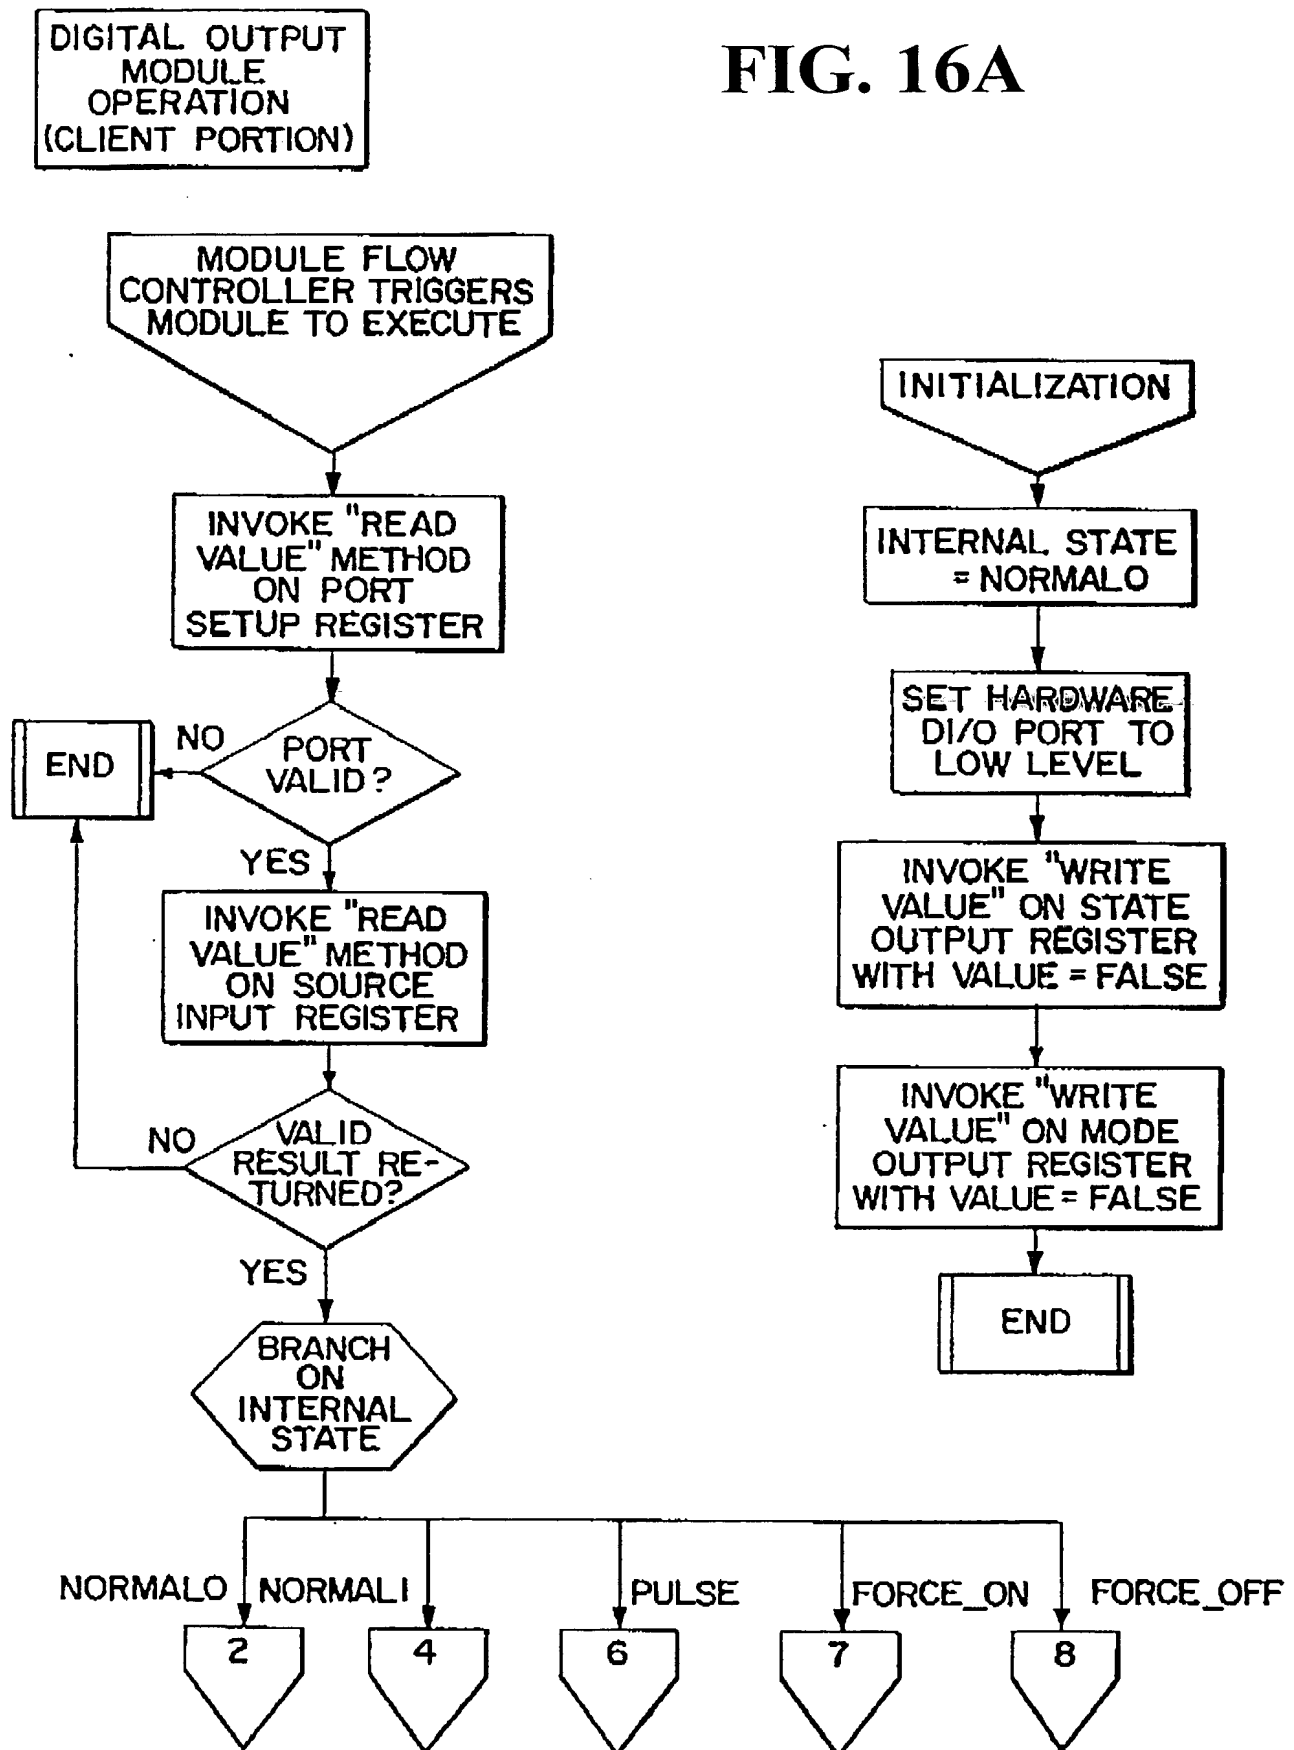 DIGITAL OUTPUT
MODULE
OPERATION
(CLIENT PORTION)
FIG. 16A
MODULE FLOW
CONTROLLER TRIGGERS
MODULE TO EXECUTE
INVOKE "READ
VALUE" METHOD
ON PORT
SETUP REGISTER
PORT
VALID?
NO
END
YES
INVOKE "READ
VALUE" METHOD
ON SOURCE
INPUT REGISTER
VALID
RESULT RE-
TURNED?
NO
YES
BRANCH
ON
INTERNAL
STATE
NORMALO
NORMALI
PULSE
FORCE_ON
FORCE_OFF
2
4
6
7
8
INITIALIZATION
INTERNAL STATE
= NORMALO
SET HARDWARE
DI/O PORT TO
LOW LEVEL
INVOKE "WRITE
VALUE" ON STATE
OUTPUT REGISTER
WITH VALUE = FALSE
INVOKE "WRITE
VALUE" ON MODE
OUTPUT REGISTER
WITH VALUE = FALSE
END